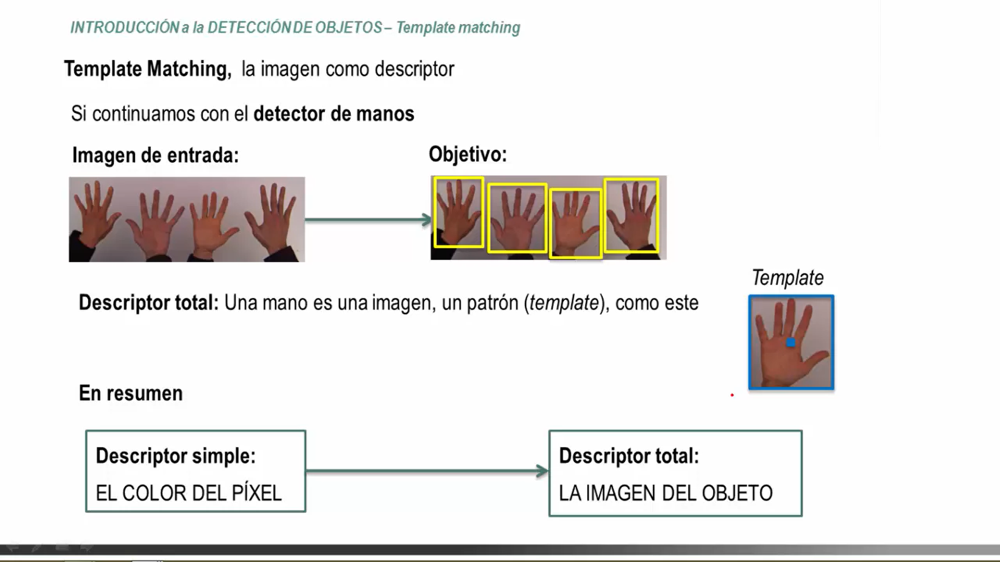 INTRODUCCIÓN a la DETECCIÓN DE OBJETOS – Template matching
Template Matching, la imagen como descriptor
Si continuamos con el detector de manos
Imagen de entrada:
Objetivo:
Template
Descriptor total: Una mano es una imagen, un patrón (template), como este
En resumen
Descriptor simple:
EL COLOR DEL PÍXEL
Descriptor total:
LA IMAGEN DEL OBJETO